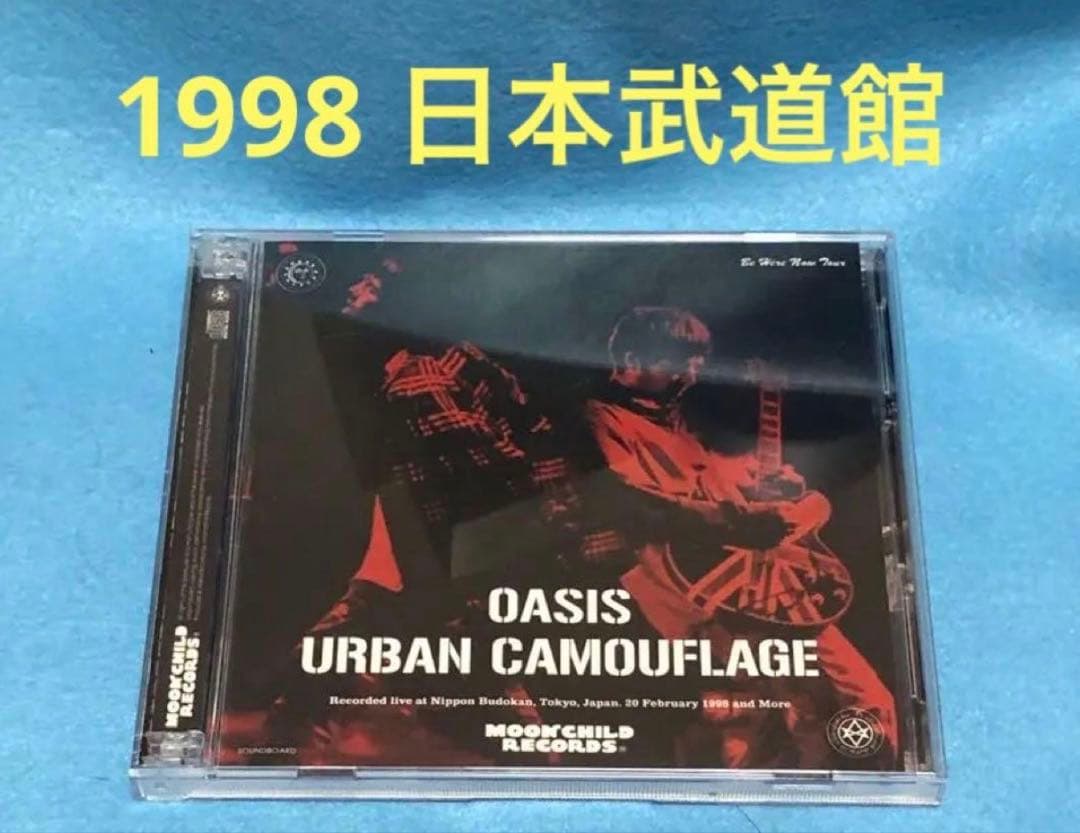 1998 日本武道館
Be Here Now Tour
OASIS
URBAN CAMOUFLAGE
Recorded live at Nippon Budokan, Tokyo, Japan. 20 February 1998 and More
MOONCHILD
RECORDS
SOUNDBOARD
MOONCHILD
RECORDS